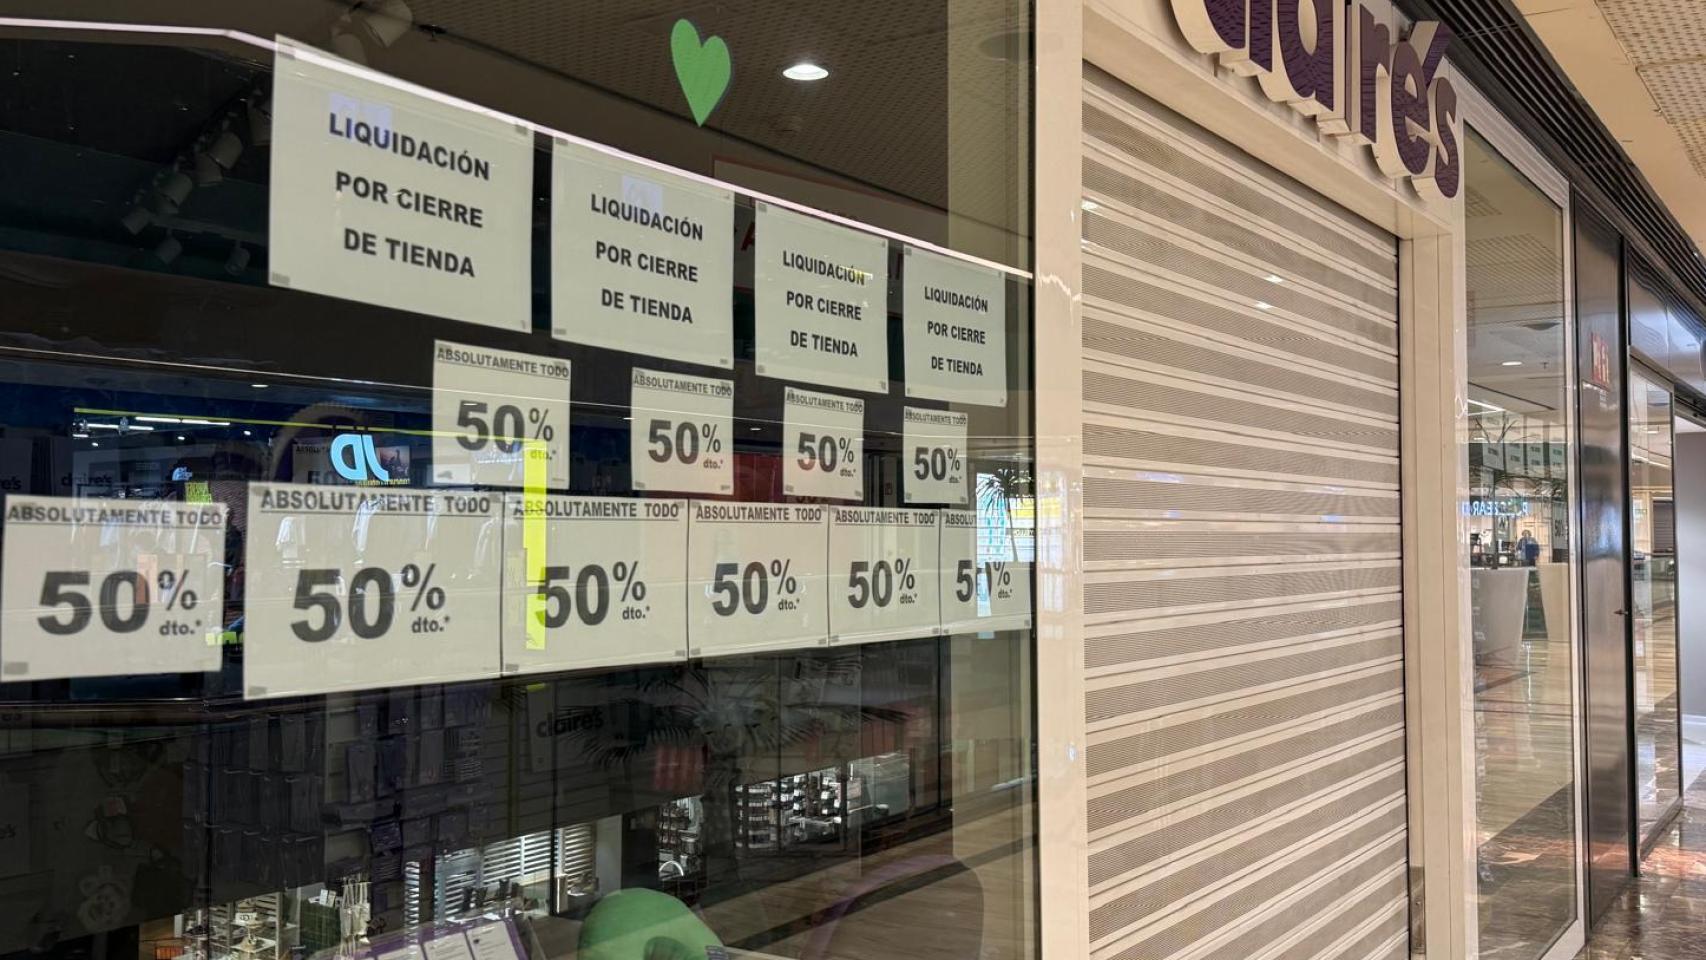 claire's
LIQUIDACIÓN
POR CIERRE
DE TIENDA
LIQUIDACIÓN
POR CIERRE
DE TIENDA
LIQUIDACIÓN
POR CIERRE
DE TIENDA
LIQUIDACIÓN
POR CIERRE
DE TIENDA
ABSOLUTAMENTE TODO
50%
dto.*
ABSOLUTAMENTE TODO
50%
dto.*
ABSOLUTAMENTE TODO
50%
dto.*
ABSOLUTAMENTE TODO
50%
dto.*
ABSOLUTAMENTE TODO
50%
dto.*
ABSOLUTAMENTE TODO
50%
dto.*
ABSOLUTAMENTE TODO
50%
dto.*
ABSOLUTAMENTE TODO
50%
dto.*
ABSOLUTAMENTE TODO
50%
dto.*
ABSOLU
50%
dto.*
JD
claire's